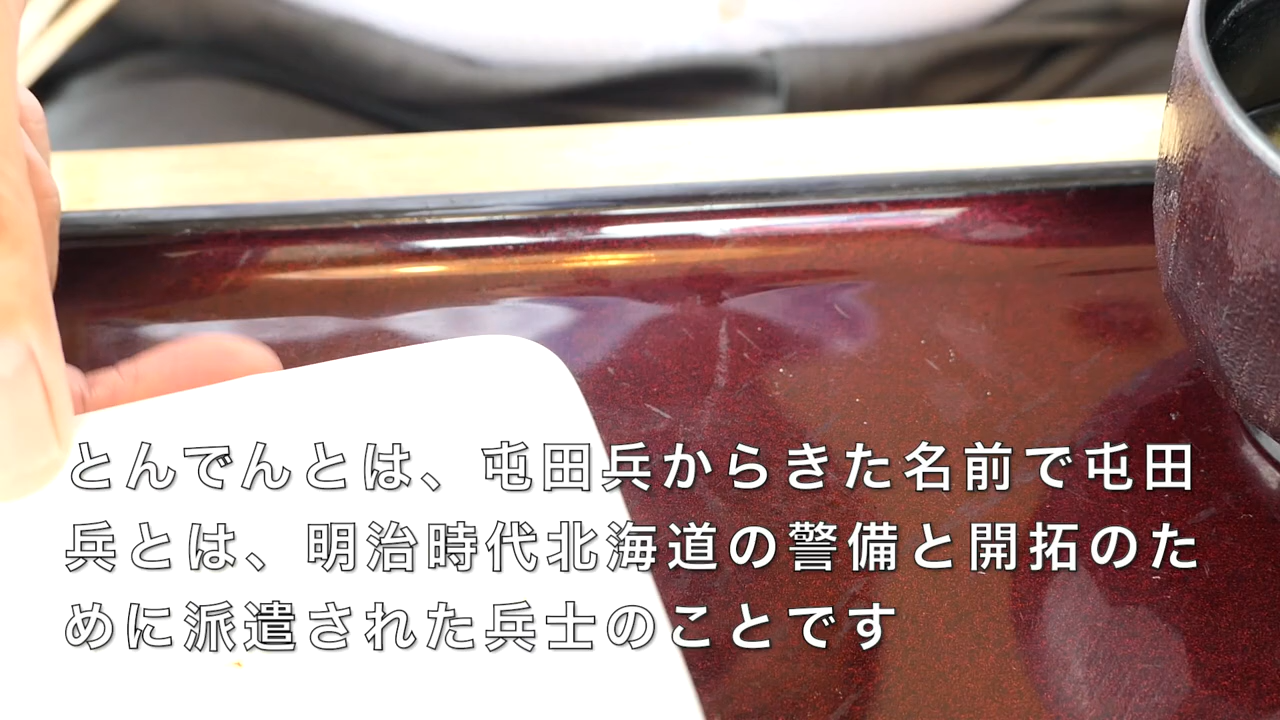 とんでんとは、屯田兵からきた名前で屯田
兵とは、明治時代北海道の警備と開拓のた
めに派遣された兵士のことです